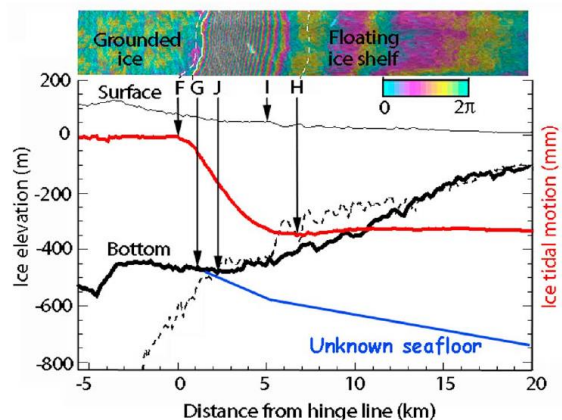 Grounded
ice
Floating
ice shelf
F G J I H
0 2π
Surface
Bottom
Unknown seafloor
200
0
-200
-400
-600
-800
Ice elevation (m)
Ice tidal motion (mm)
-5 0 5 10 15 20
Distance from hinge line (km)